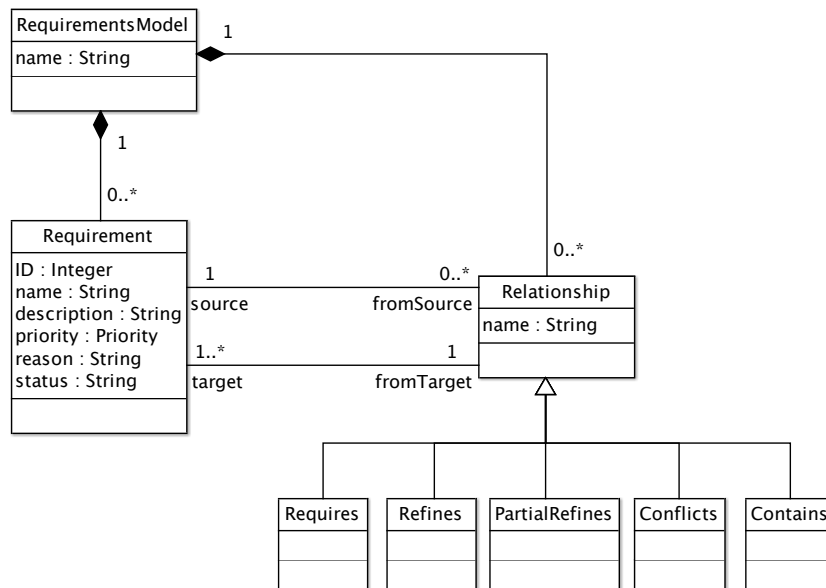 RequirementsModel
name : String
1
1
0..*
0..*
Requirement
ID : Integer
name : String
description : String
priority : Priority
reason : String
status : String
1
source
0..*
fromSource
1..*
target
1
fromTarget
Relationship
name : String
Requires
Refines
PartialRefines
Conflicts
Contains